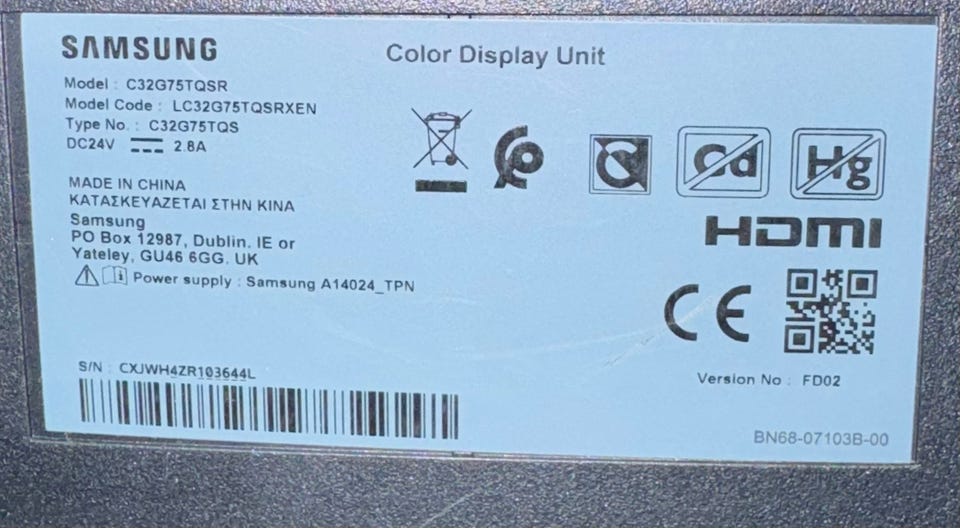 SAMSUNG
Color Display Unit
Model : C32G75TQSR
Model Code : LC32G75TQSRXEN
Type No. : C32G75TQS
DC24V ⎓ 2.8A
MADE IN CHINA
ΚΑΤΑΣΚΕΥΑΖΕΤΑΙ ΣΤΗΝ ΚΙΝΑ
Samsung
PO Box 12987, Dublin. IE or
Yateley, GU46 6GG. UK
Power supply : Samsung A14024_TPN
Cd
Hg
HDMI
CE
S/N : CXJWH4ZR103644L
Version No : FD02
BN68-07103B-00